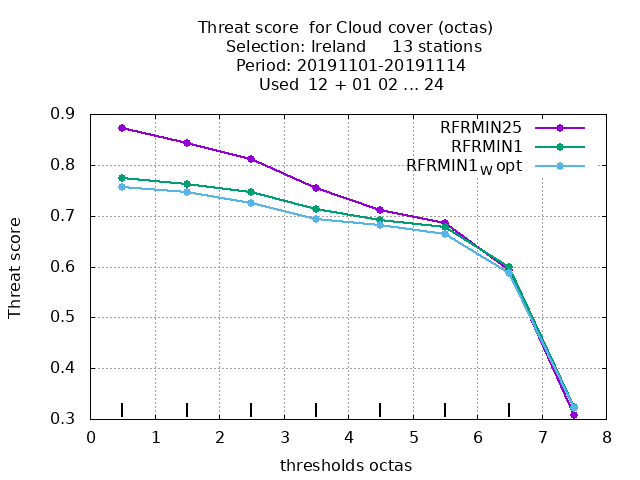 Threat score for Cloud cover (octas)
Selection: Ireland 13 stations
Period: 20191101-20191114
Used 12 + 01 02 ... 24
RFRMIN25
RFRMIN1
RFRMIN1W opt
0.9
0.8
0.7
0.6
0.5
0.4
0.3
Threat score
0 1 2 3 4 5 6 7 8
thresholds octas